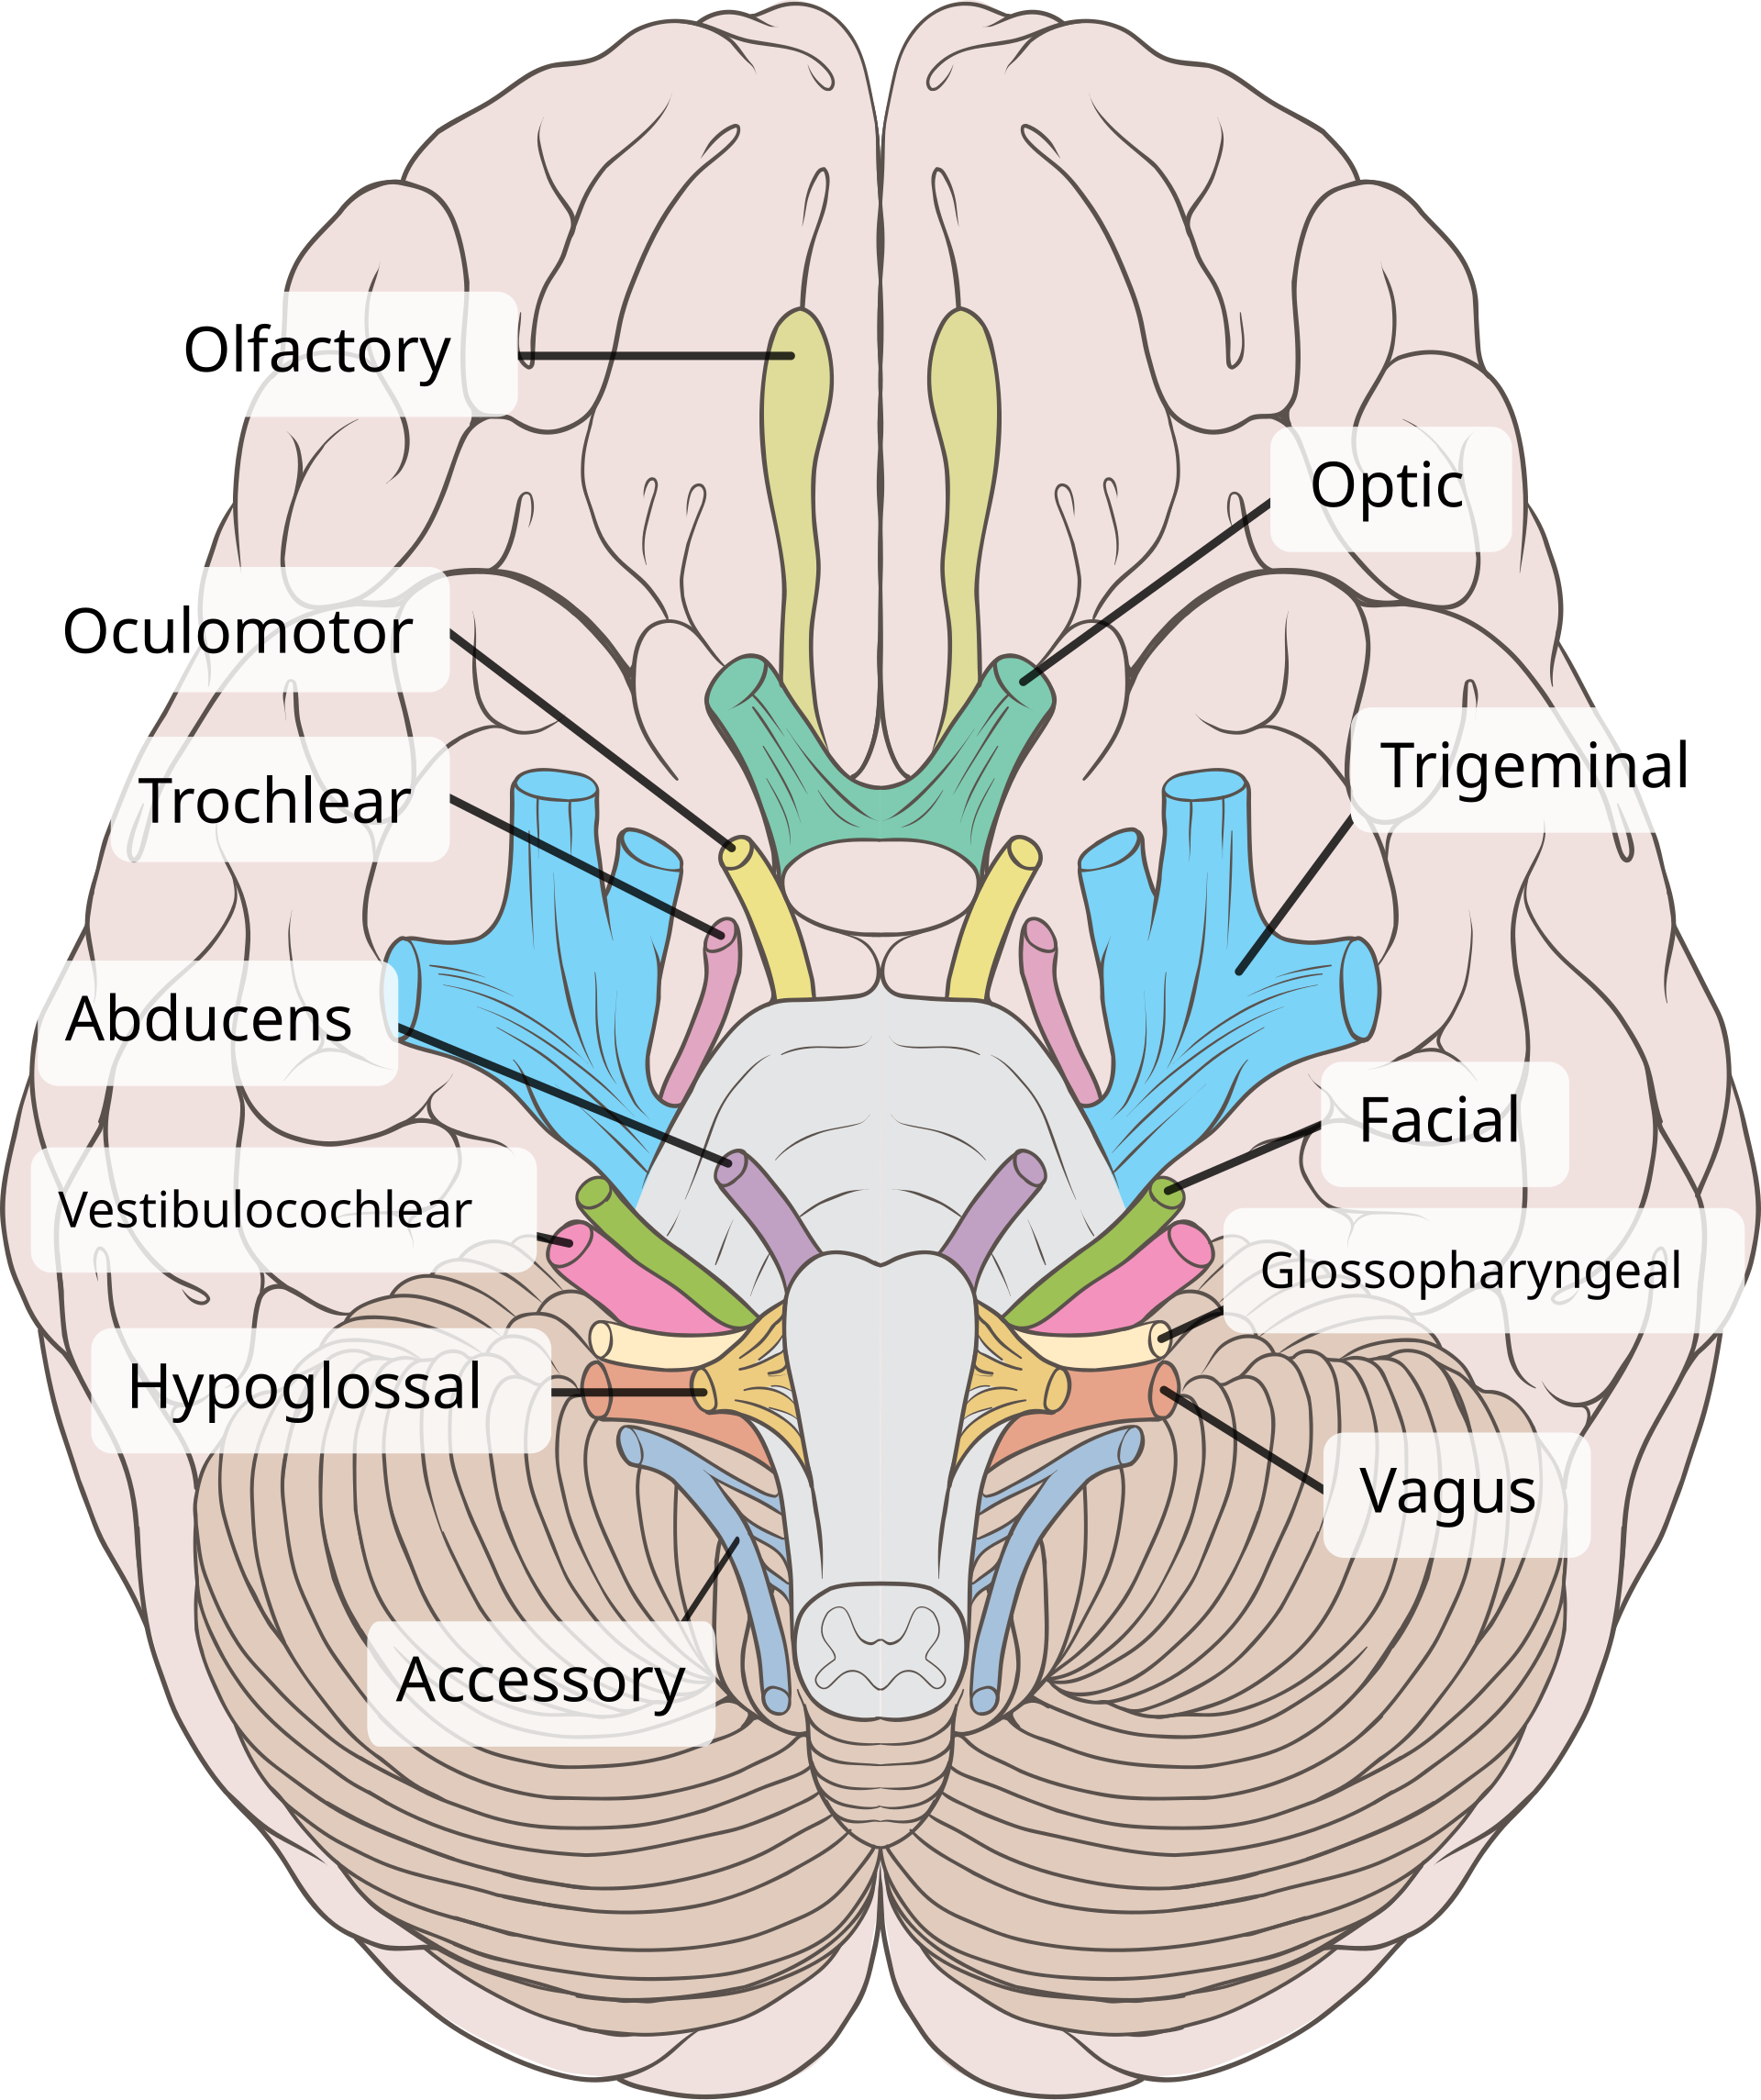 Olfactory
Optic
Oculomotor
Trigeminal
Trochlear
Abducens
Facial
Vestibulocochlear
Glossopharyngeal
Hypoglossal
Vagus
Accessory